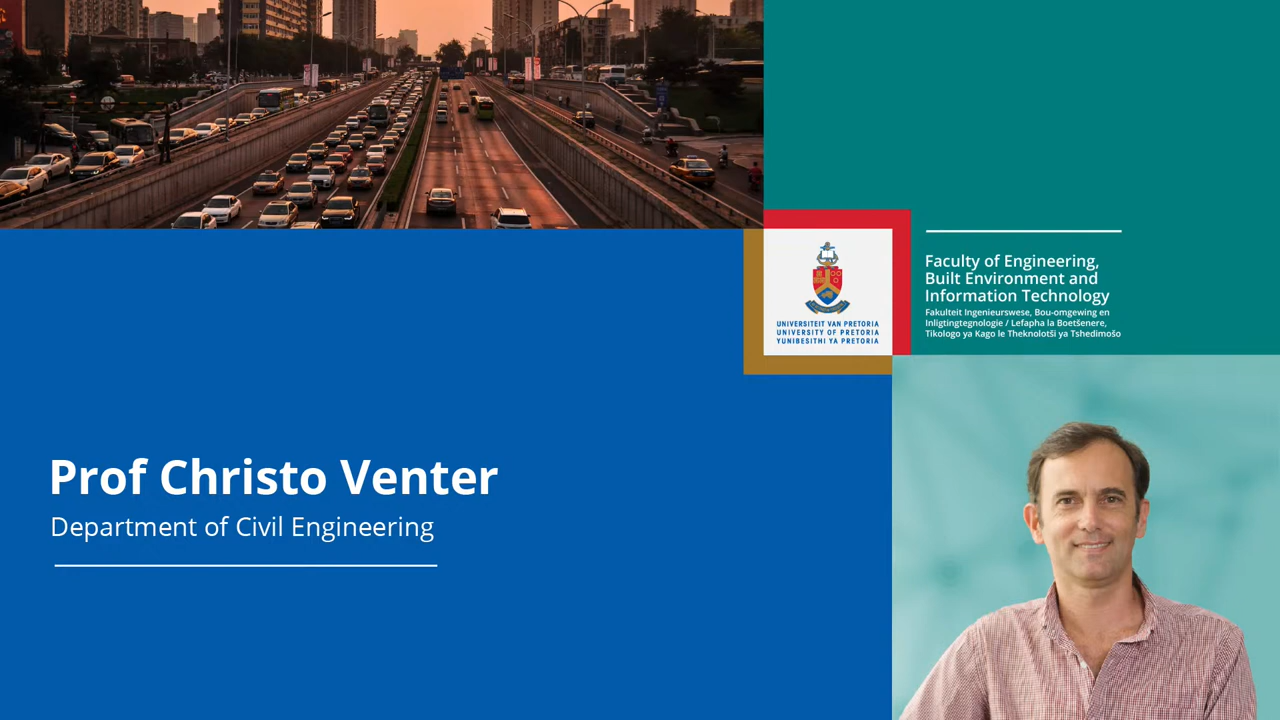 Faculty of Engineering,
Built Environment and
Information Technology
Fakulteit Ingenieurswese, Bou-omgewing en
Inligtingtegnologie / Lefapha la Boetšenere,
Tikologo ya Kago le Theknolotši ya Tshedimošo
UNIVERSITEIT VAN PRETORIA
UNIVERSITY OF PRETORIA
YUNIBESITHI YA PRETORIA
Prof Christo Venter
Department of Civil Engineering